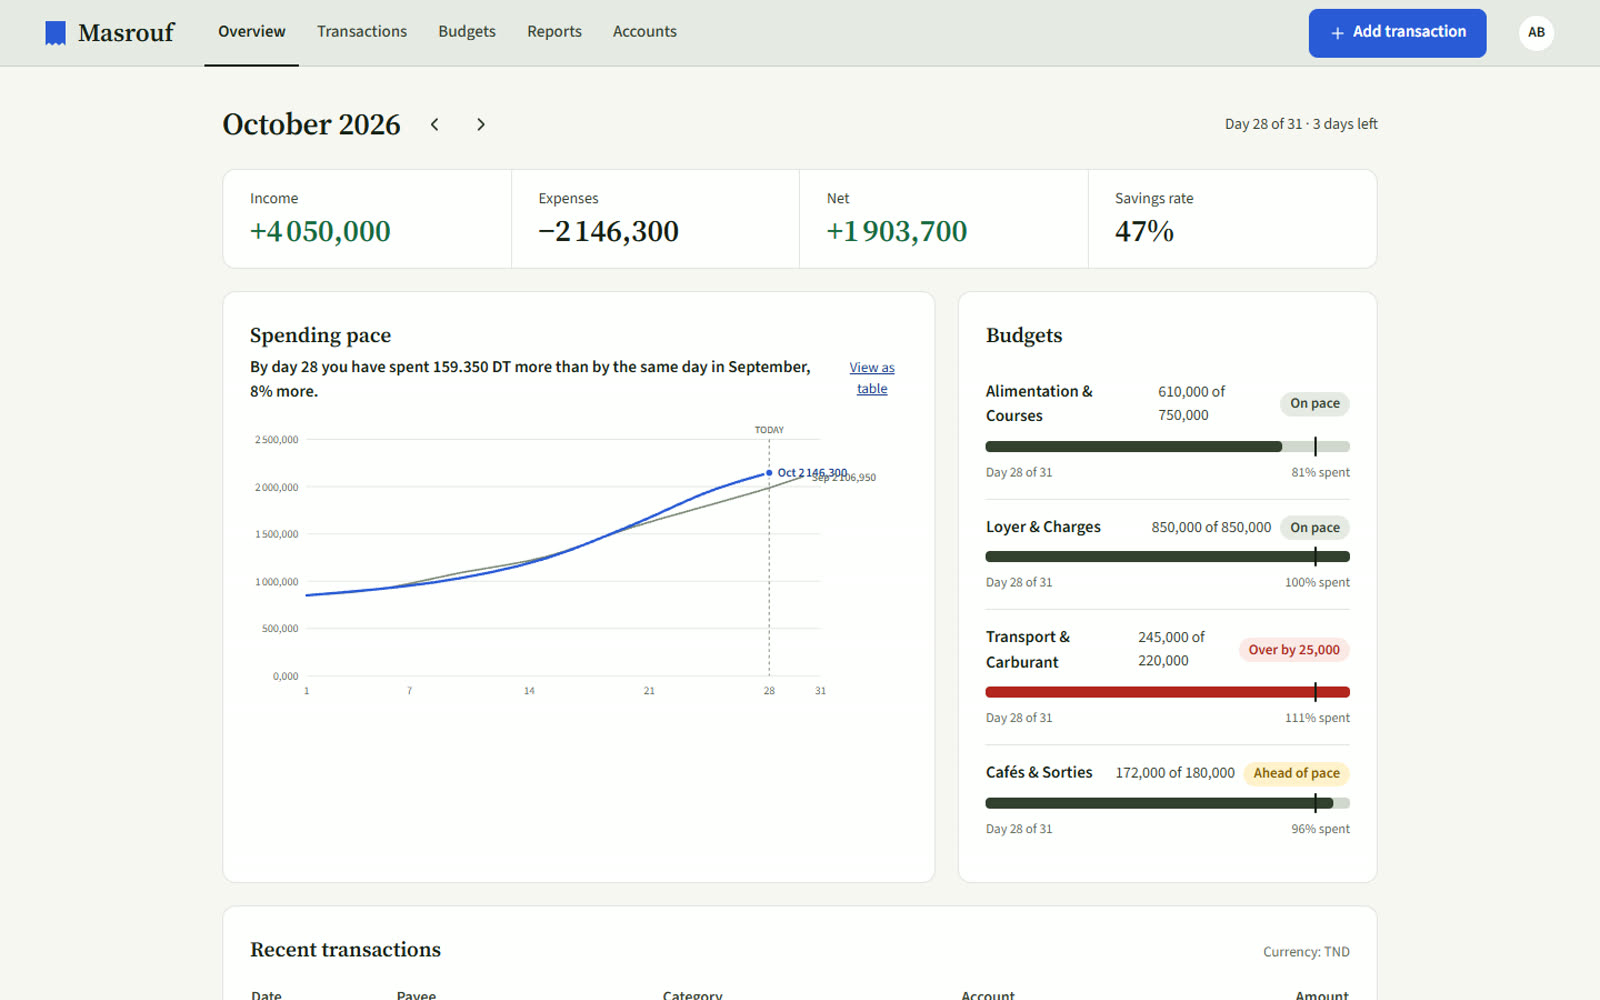 Masrouf
Overview
Transactions
Budgets
Reports
Accounts
+ Add transaction
AB
October 2026
Day 28 of 31 · 3 days left
Income
+4 050,000
Expenses
−2 146,300
Net
+1 903,700
Savings rate
47%
Spending pace
By day 28 you have spent 159.350 DT more than by the same day in September,
8% more.
View as
table
TODAY
2 500,000
2 000,000
1 500,000
1 000,000
500,000
0,000
Oct 2 146,300
Sep 2 106,950
1
7
14
21
28
31
Budgets
Alimentation &
Courses
610,000 of
750,000
On pace
Day 28 of 31
81% spent
Loyer & Charges
850,000 of 850,000
On pace
Day 28 of 31
100% spent
Transport &
Carburant
245,000 of
220,000
Over by 25,000
Day 28 of 31
111% spent
Cafés & Sorties
172,000 of 180,000
Ahead of pace
Day 28 of 31
96% spent
Recent transactions
Currency: TND
Date
Payee
Category
Account
Amount